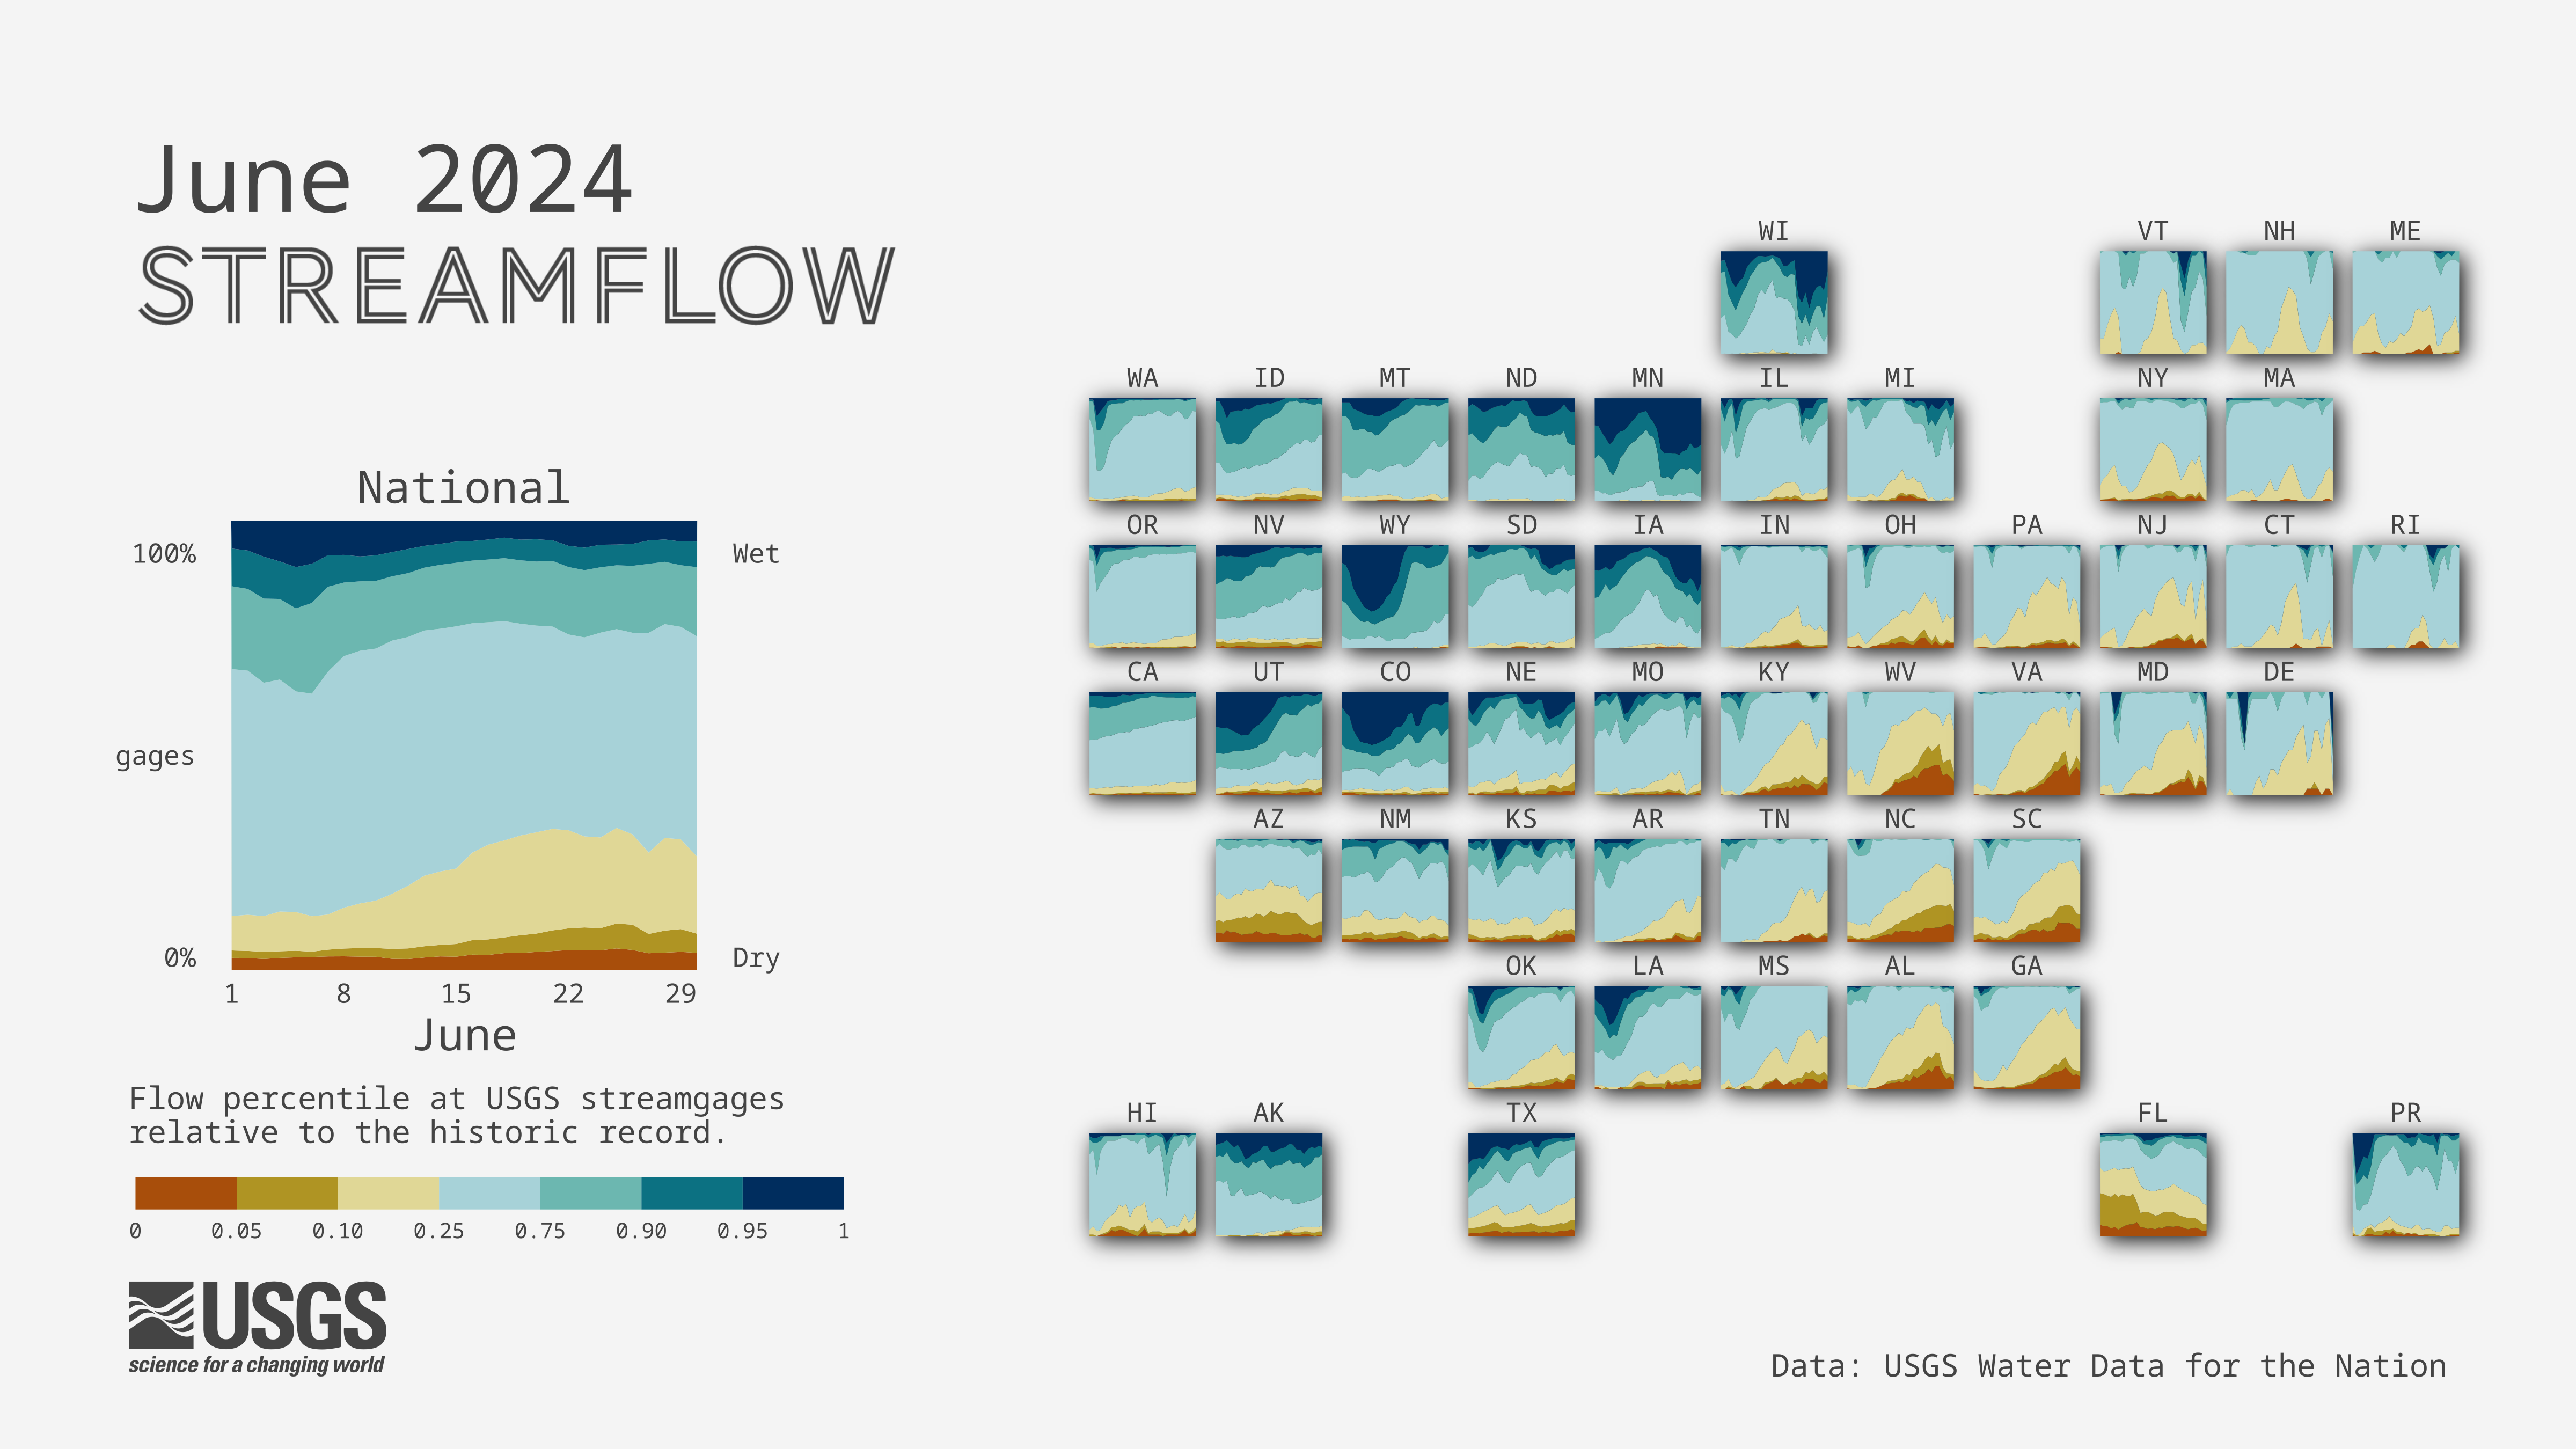 June 2024
STREAMFLOW
National
100%
Wet
gages
0%
Dry
1 8 15 22 29
June
Flow percentile at USGS streamgages
relative to the historic record.
0 0.05 0.10 0.25 0.75 0.90 0.95 1
USGS
science for a changing world
WI VT NH ME
WA ID MT ND MN IL MI NY MA
OR NV WY SD IA IN OH PA NJ CT RI
CA UT CO NE MO KY WV VA MD DE
AZ NM KS AR TN NC SC
OK LA MS AL GA
HI AK TX FL PR
Data: USGS Water Data for the Nation